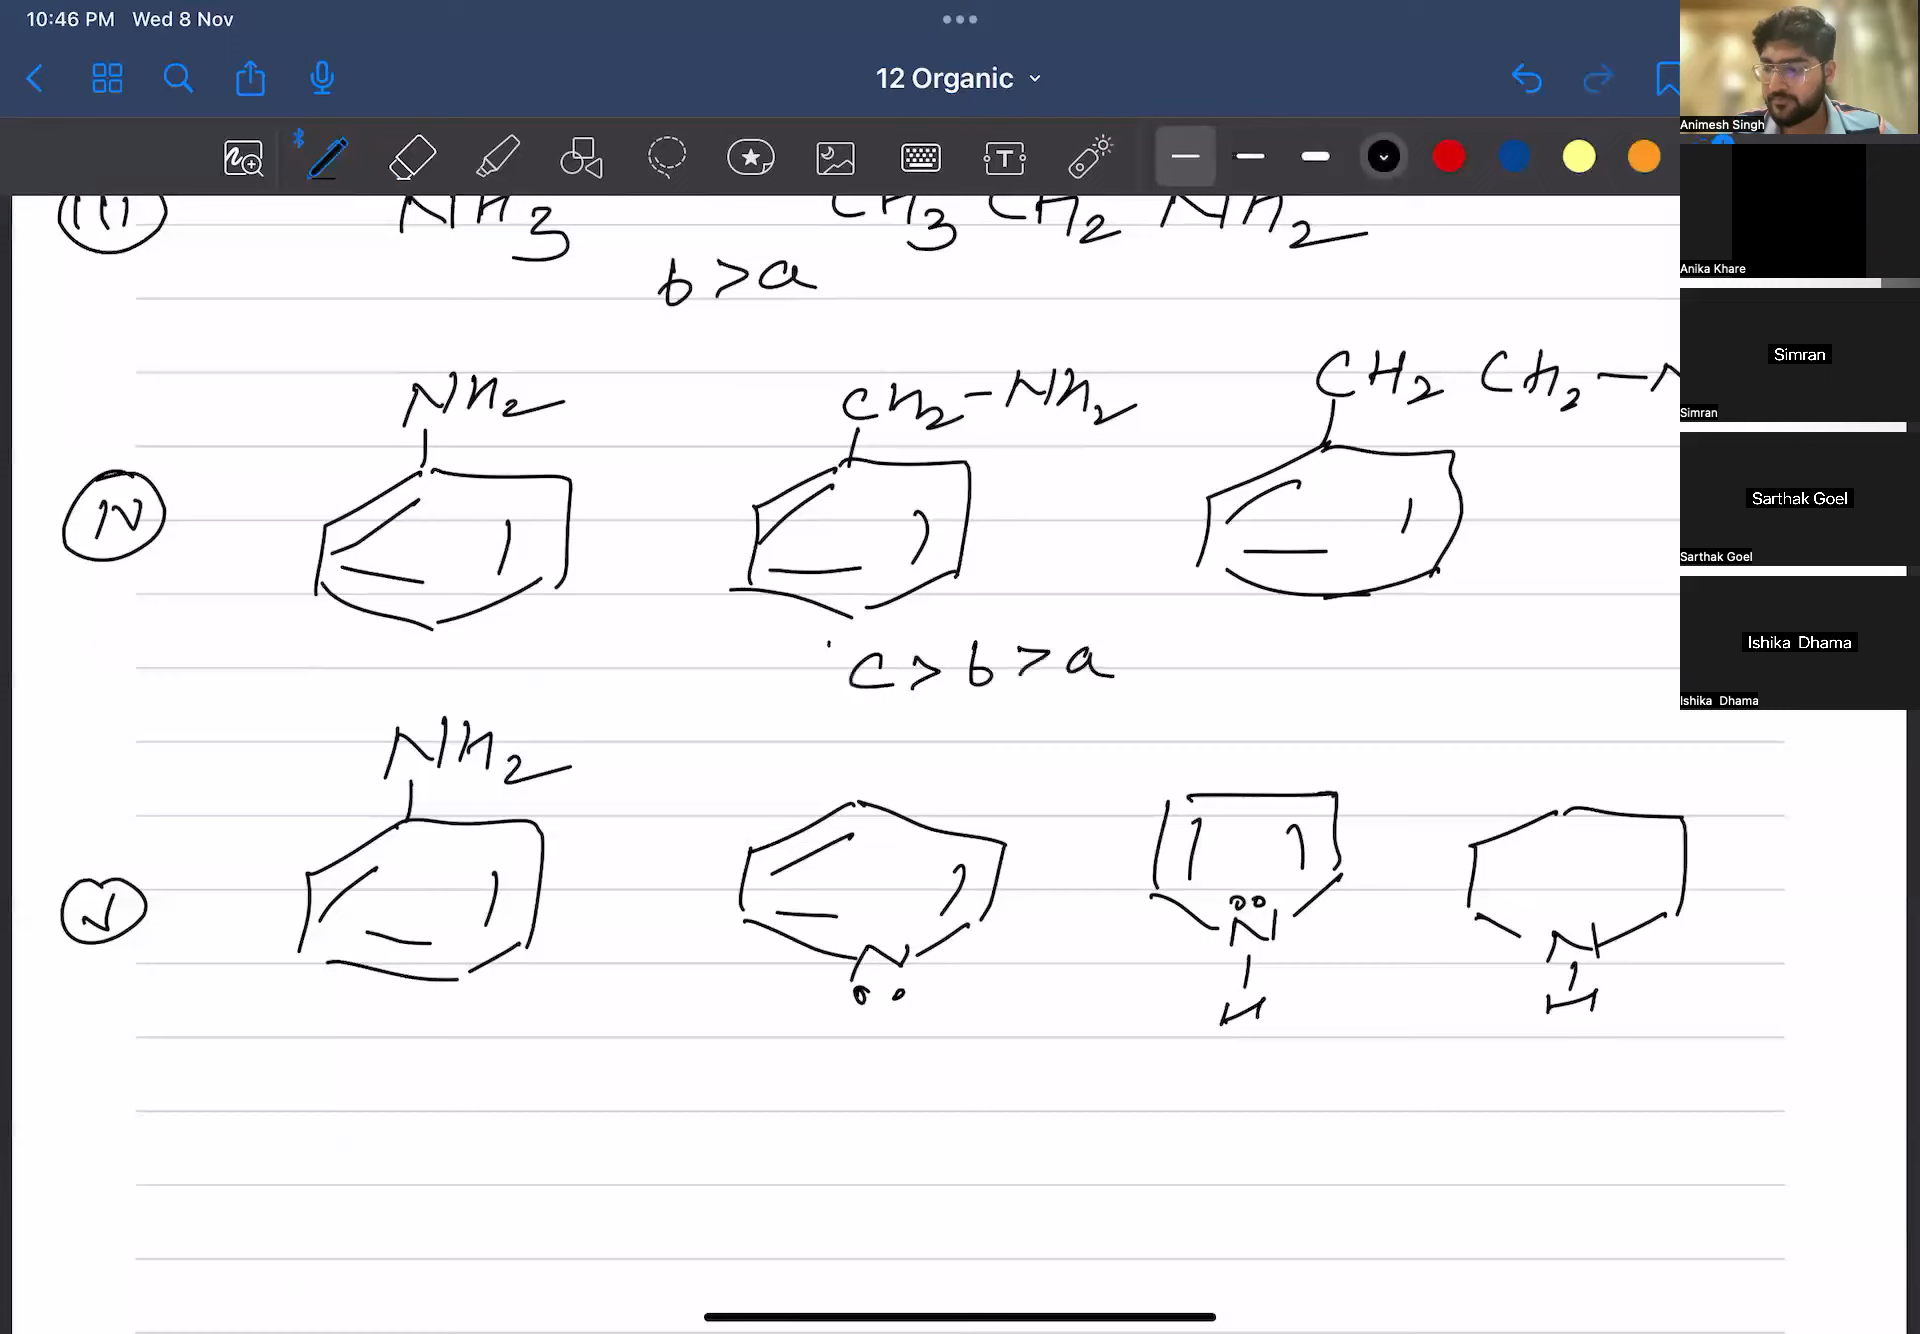 10:46 PM Wed 8 Nov
12 Organic
Animesh Singh
Anika Khare
Simran
Simran
Sarthak Goel
Sarthak Goel
Ishika Dhama
Ishika Dhama
(III) NH3 CH3 CH2 NH2
b > a
NH2 CH2-NH2 CH2 CH2-N
(IV)
c > b > a
NH2
(V) N N N
H H